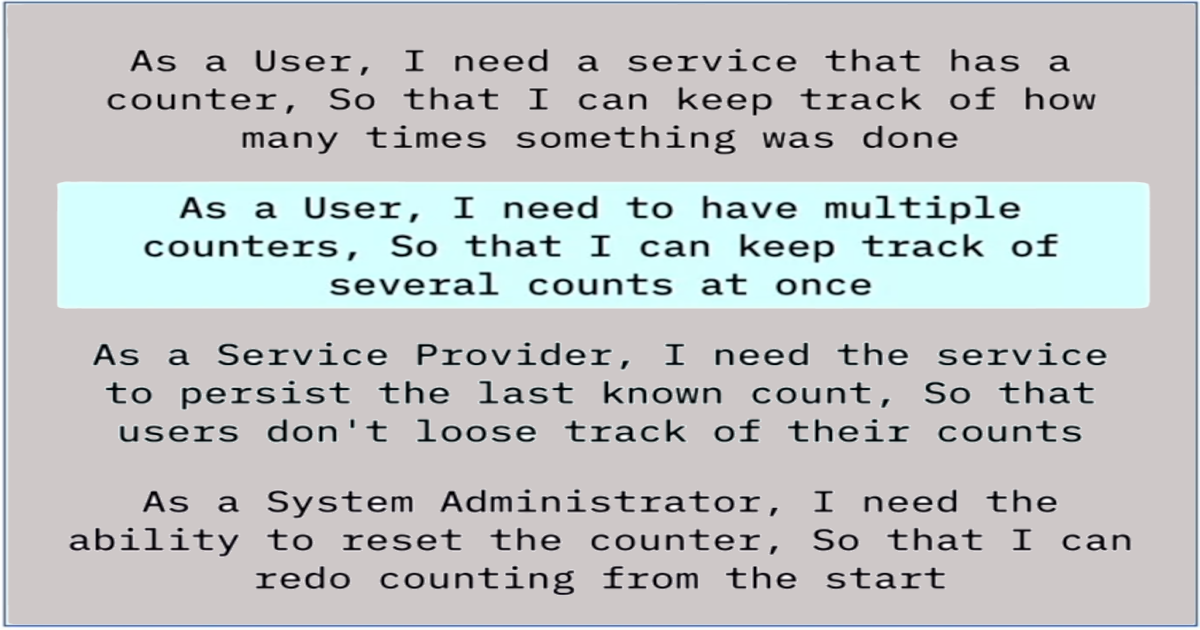 As a User, I need a service that has a
counter, So that I can keep track of how
many times something was done
As a User, I need to have multiple
counters, So that I can keep track of
several counts at once
As a Service Provider, I need the service
to persist the last known count, So that
users don't loose track of their counts
As a System Administrator, I need the
ability to reset the counter, So that I can
redo counting from the start